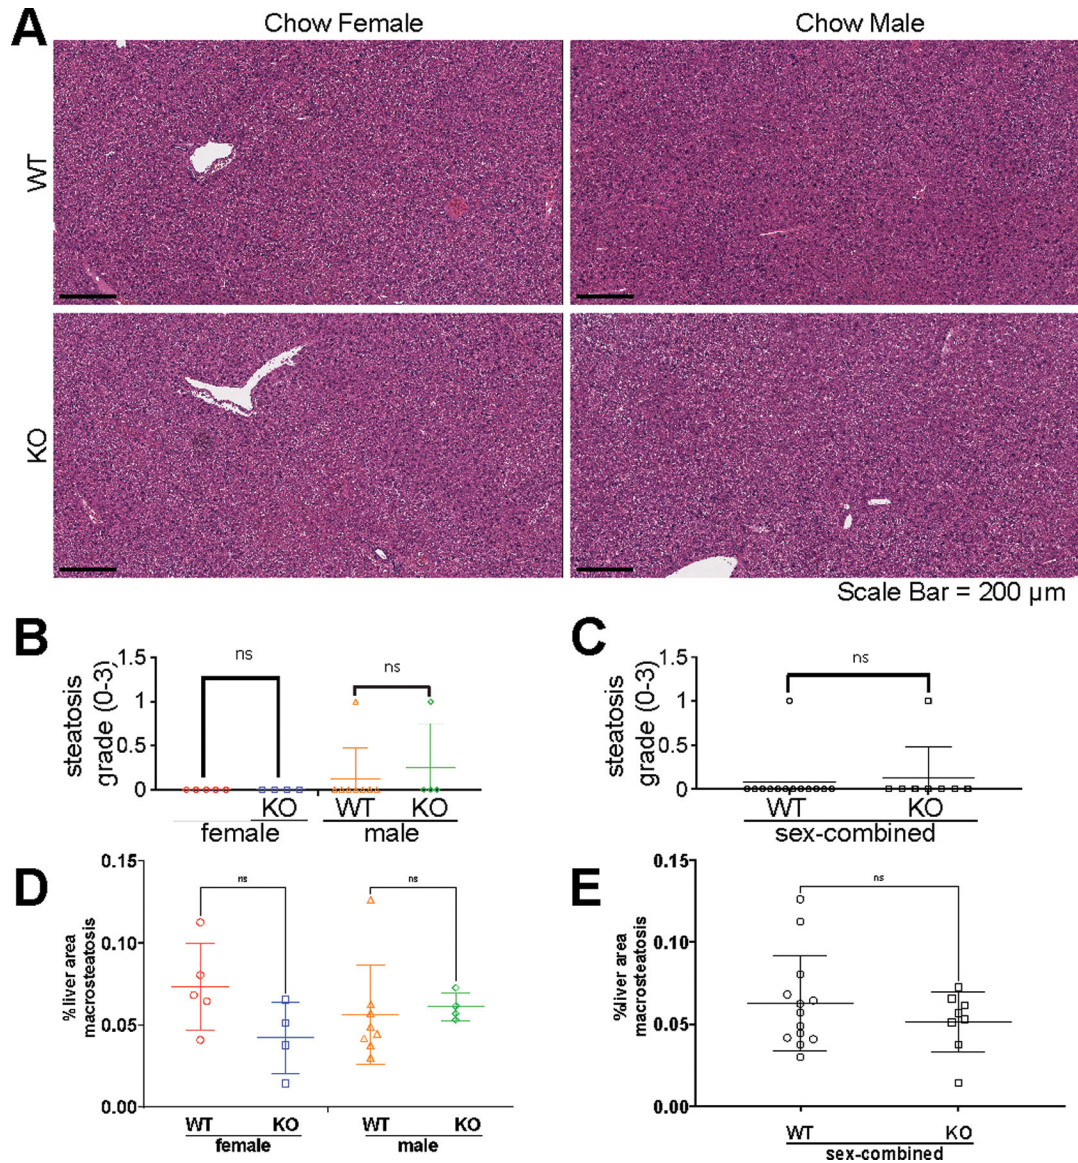 A
Chow Female
Chow Male
WT
KO
Scale Bar = 200 µm
B
steatosis
grade (0-3)
1.5
1
0.5
0
ns
ns
KO
WT
KO
female
male
C
steatosis
grade (0-3)
1.5
1
0.5
0
ns
WT
KO
sex-combined
D
%liver area
macrosteatosis
0.15
0.10
0.05
0.00
ns
ns
WT
KO
WT
KO
female
male
E
%liver area
macrosteatosis
0.15
0.10
0.05
0.00
ns
WT
KO
sex-combined